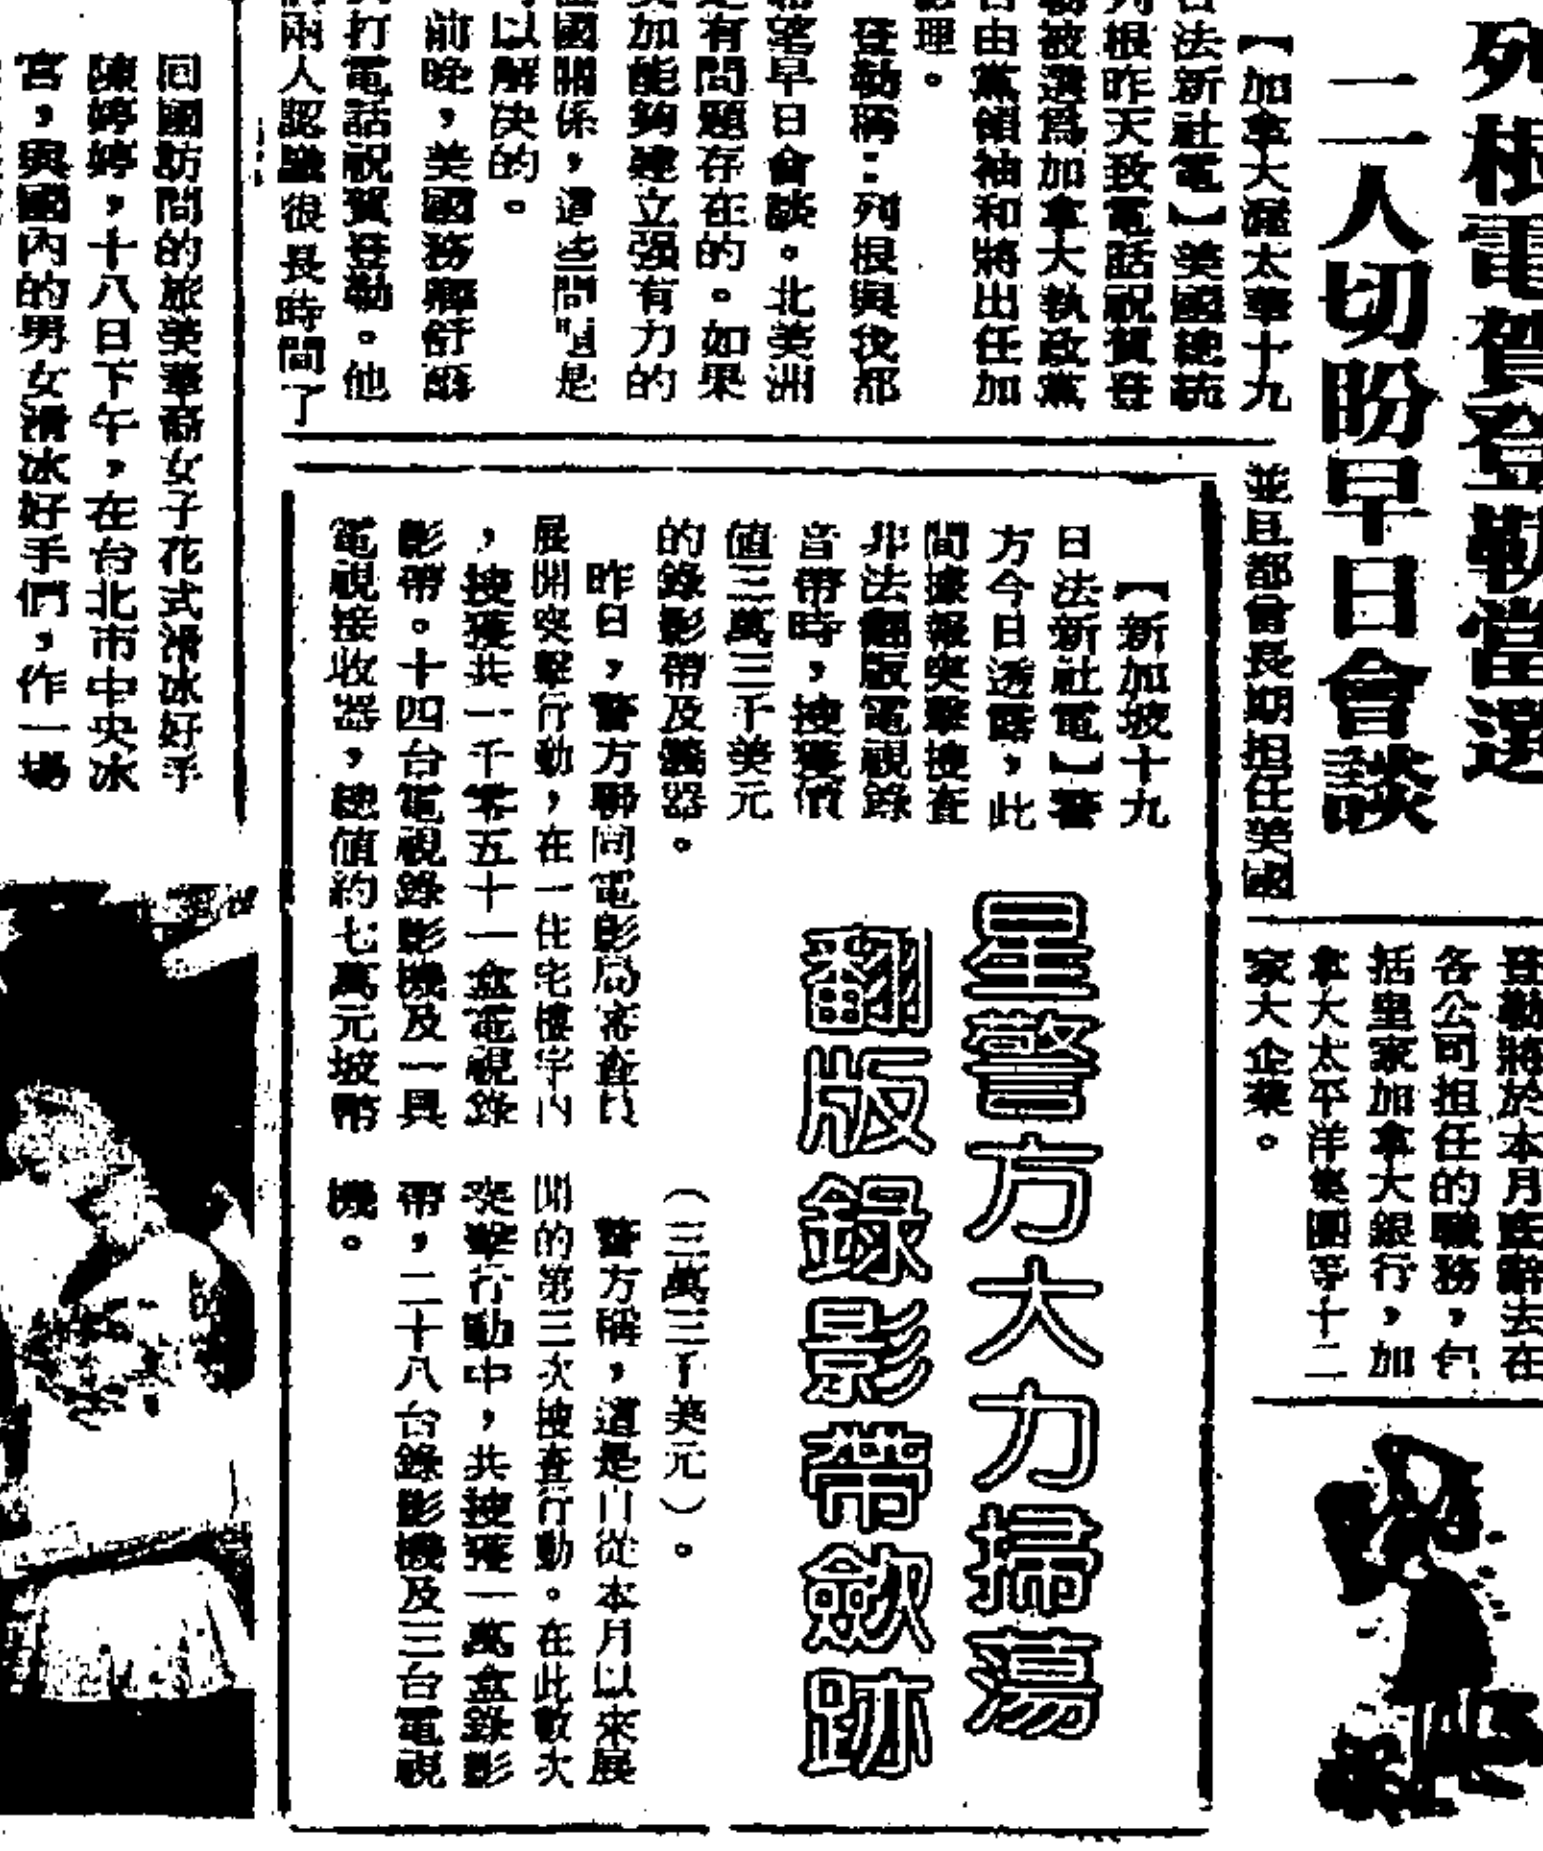 列根電賀登勒當選
二人切盼早日會談
【加拿大渥太華十九
日法新社電】美國總統
列根昨天致電話祝賀登
勒被選爲加拿大執政黨
自由黨領袖和將出任加
總理。
登勒稱:列根與我都
希望早日會談。北美洲
是有問題存在的。如果
更加能夠建立强有力的
國關係,這些問題是
可以解決的。
前晚,美國務卿舒爾
打電話祝賀登勒。他
兩人認識很長時間了
並且都曾長期担任美國
登勒將於本月底辭去在
各公司担任的職務,包
括皇家加拿大銀行,加
拿大太平洋集團等十二
家大企業。
星警方大力掃蕩
翻版錄影帶歛跡
【新加坡十九
日法新社電】警
方今日透露,此
間據報突擊搜查
非法翻版電視錄
音帶時,搜獲價
值三萬三千美元
的錄影帶及機器。
昨日,警方聯同電影局審查員
展開突擊行動,在一住宅樓宇内
,搜獲共一千零五十一盒電視錄
影帶。十四台電視錄影機及一具
電視接收器,總值約七萬元坡幣
(三萬三千美元)。
警方稱,這是自從本月以來展
開的第三次搜查行動。在此數次
突擊行動中,共搜獲一萬盒錄影
帶,二十八台錄影機及三台電視
機。
回國訪問的旅美華裔女子花式滑冰好手
陳婷婷,十八日下午,在台北市中央冰
宮,與國內的男女滑冰好手們,作一場